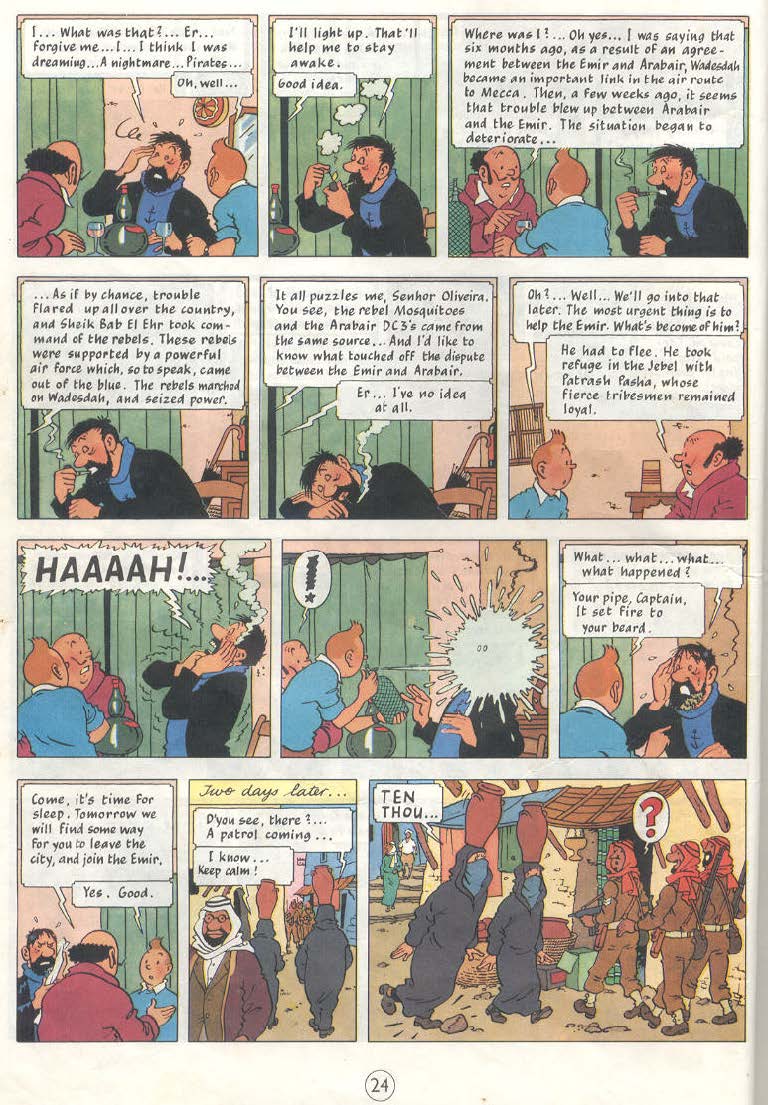 I... What was that?... Er...
forgive me... I... I think I was
dreaming... A nightmare... Pirates...
Oh, well...
I'll light up. That'll
help me to stay
awake.
Good idea.
Where was I?... Oh yes... I was saying that
six months ago, as a result of an agree-
ment between the Emir and Arabair, Wadesdah
became an important link in the air route
to Mecca. Then, a few weeks ago, it seems
that trouble blew up between Arabair
and the Emir. The situation began to
deteriorate...
...As if by chance, trouble
flared up all over the country,
and Sheik Bab El Ehr took com-
mand of the rebels. These rebels
were supported by a powerful
air force which, so to speak, came
out of the blue. The rebels marched
on Wadesdah, and seized power.
It all puzzles me, Senhor Oliveira.
You see, the rebel Mosquitoes
and the Arabair DC3's came from
the same source... And I'd like to
know what touched off the dispute
between the Emir and Arabair.
Er... I've no idea
at all.
Oh?... Well... We'll go into that
later. The most urgent thing is to
help the Emir. What's become of him?
He had to flee. He took
refuge in the Jebel with
Patrash Pasha, whose
fierce tribesmen remained
loyal.
HAAAAH!...
What... what... what...
what happened?
Your pipe, Captain,
It set fire to
your beard.
Come, it's time for
sleep. Tomorrow we
will find some way
for you to leave the
city, and join the Emir.
Yes. Good.
Two days later...
D'you see, there?...
A patrol coming...
I know...
Keep calm!
TEN
THOU...
?
24